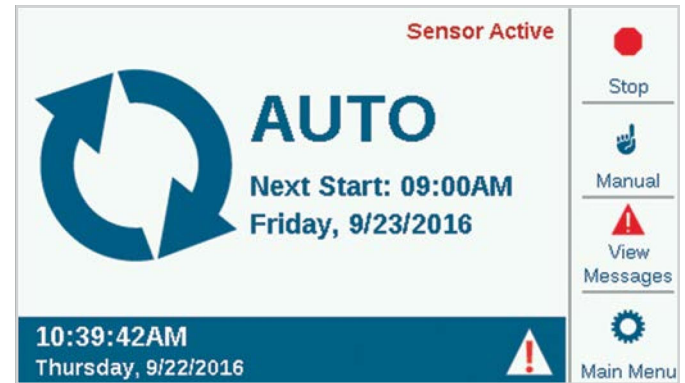 Sensor Active
AUTO
Next Start: 09:00AM
Friday, 9/23/2016
10:39:42AM
Thursday, 9/22/2016
Stop
Manual
View
Messages
Main Menu